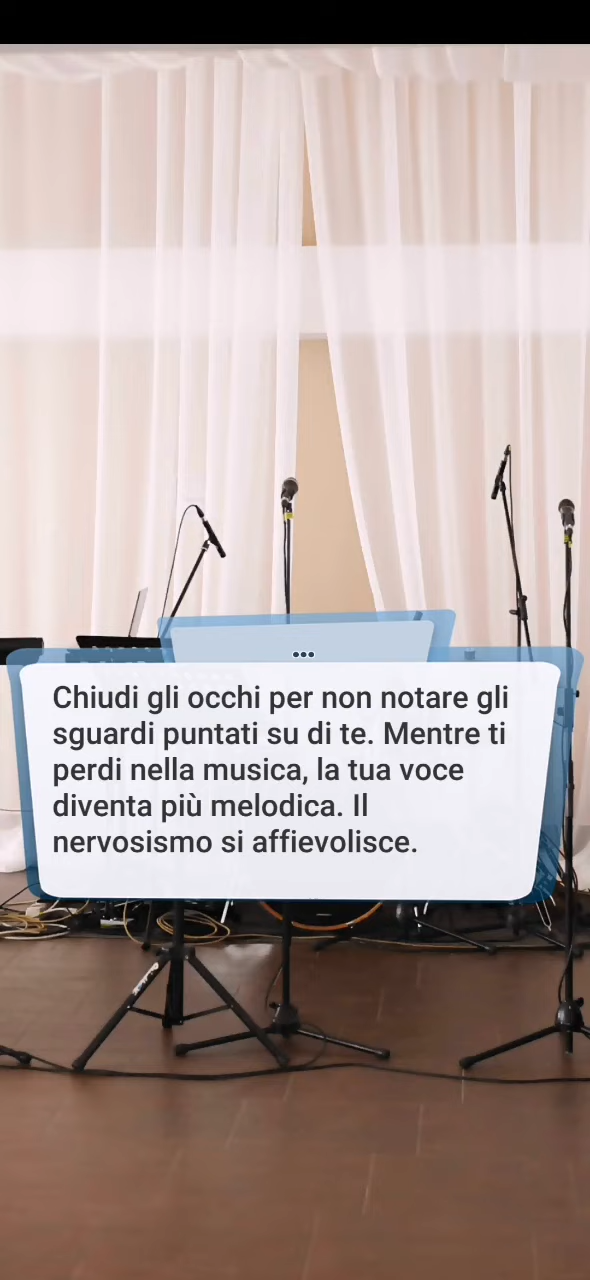 •••
Chiudi gli occhi per non notare gli
sguardi puntati su di te. Mentre ti
perdi nella musica, la tua voce
diventa più melodica. Il
nervosismo si affievolisce.